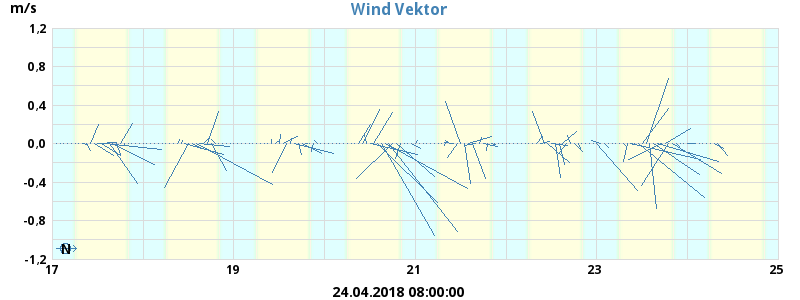 m/s
Wind Vektor
1,2
0,8
0,4
0,0
-0,4
-0,8
-1,2
N
17 19 21 23 25
24.04.2018 08:00:00